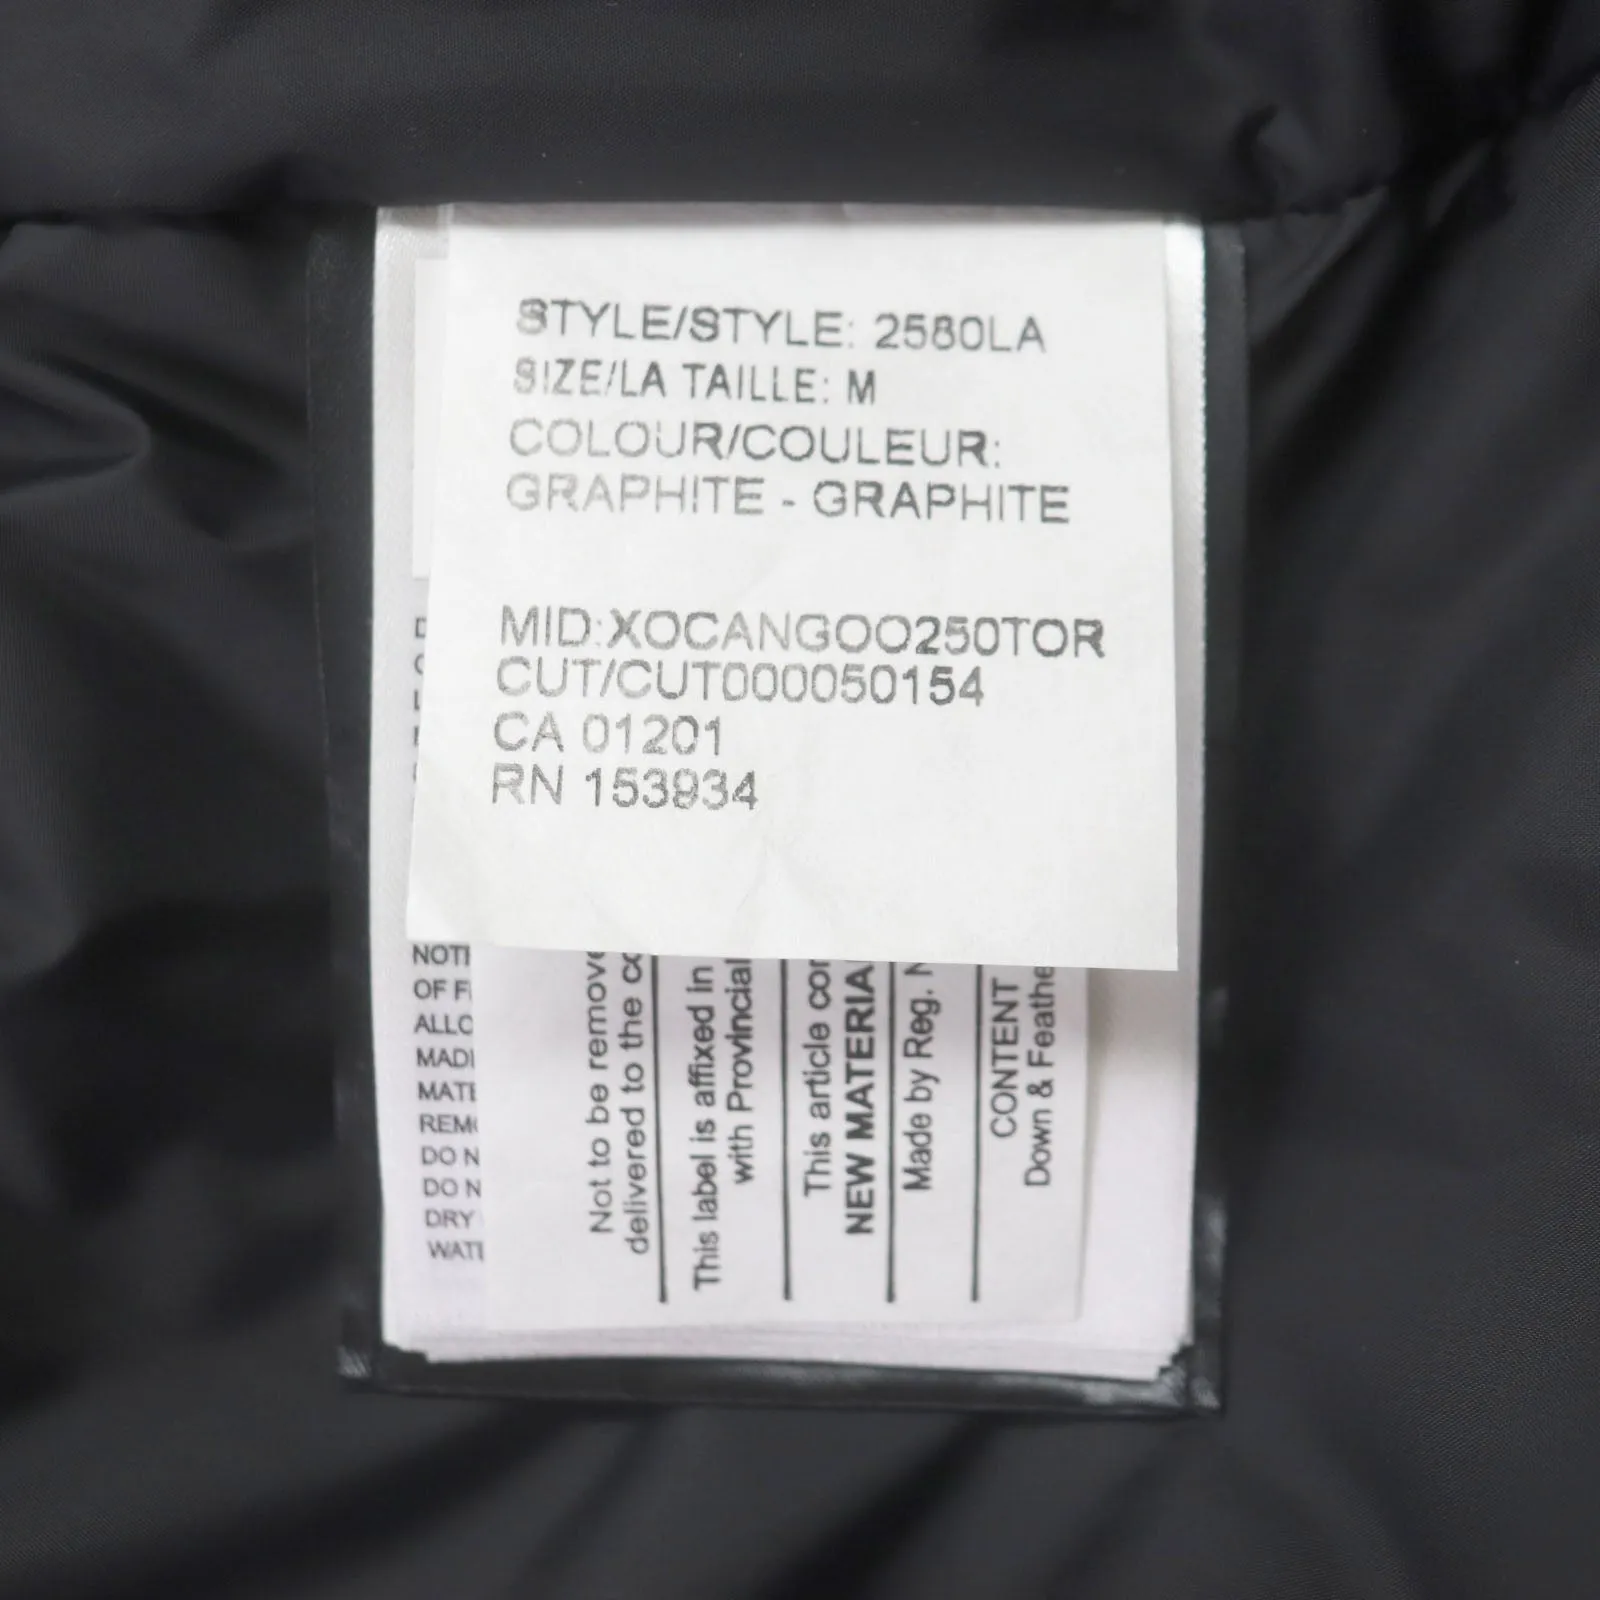 STYLE/STYLE: 2580LA
SIZE/LA TAILLE: M
COLOUR/COULEUR:
GRAPHITE - GRAPHITE
MID:XOCANGOO250TOR
CUT/CUT000050154
CA 01201
RN 153934
NOTI
OF F
ALLO
MADI
MATE
REM
DO N
DO N
DRY
WATE
Not to be remove
delivered to the co
This label is affixed in
with Provincial
This article con
NEW MATERIA
Made by Reg. N
CONTENT
Down & Feathe